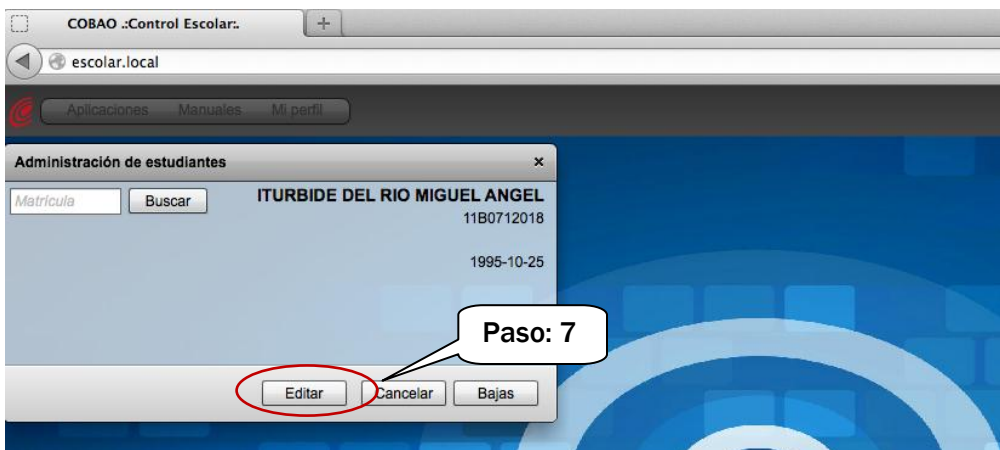 COBAO .:Control Escolar:.
escolar.local
Aplicaciones Manuales Mi perfil
Administración de estudiantes
Matrícula Buscar ITURBIDE DEL RIO MIGUEL ANGEL
11B0712018
1995-10-25
Paso: 7
Editar Cancelar Bajas